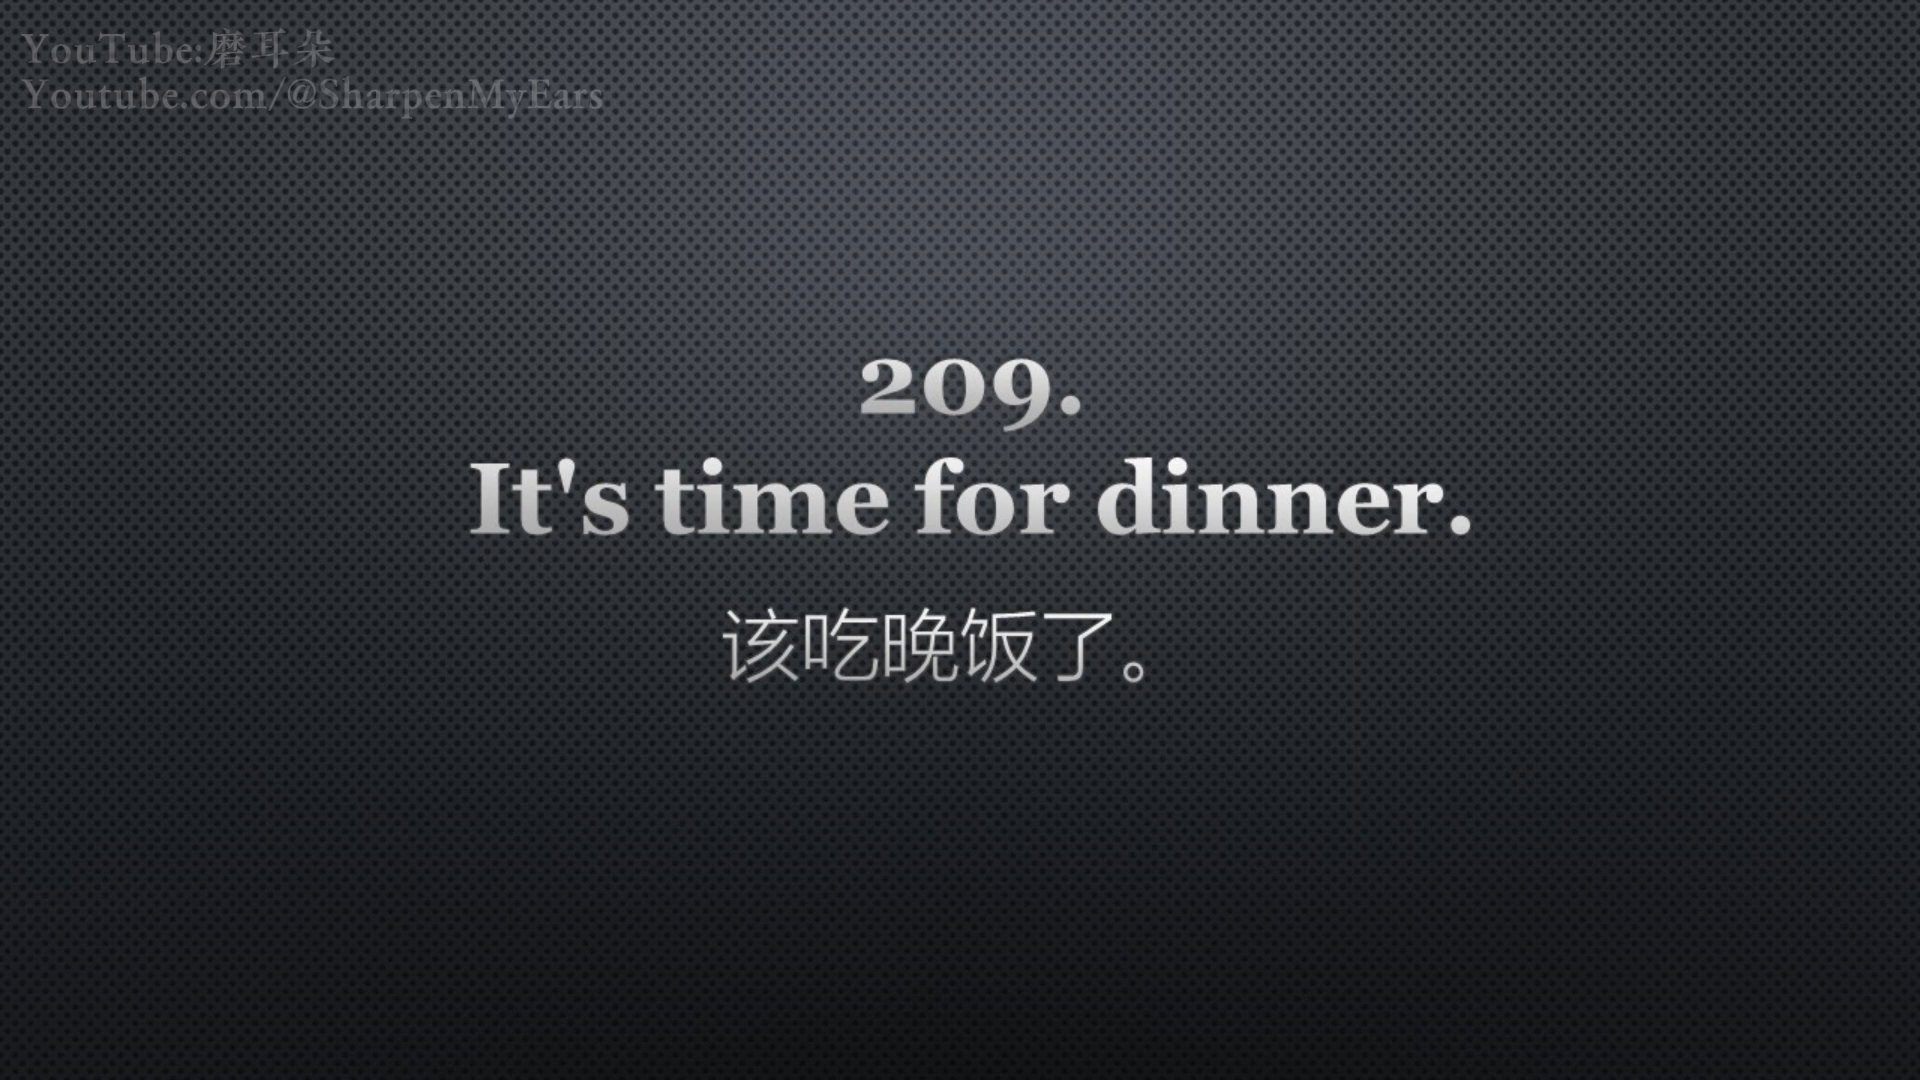 YouTube:磨耳朵
Youtube.com/@SharpenMyEars
209.
It's time for dinner.
该吃晚饭了。